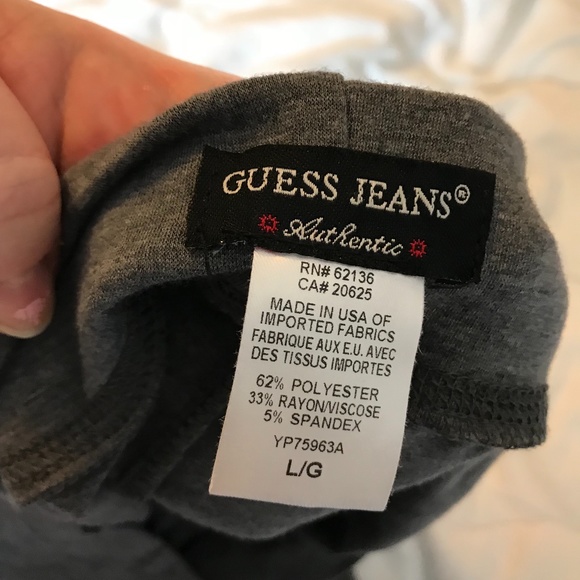 GUESS JEANS®
Authentic
RN# 62136
CA# 20625
MADE IN USA OF
IMPORTED FABRICS
FABRIQUE AUX E.U. AVEC
DES TISSUS IMPORTES
62% POLYESTER
33% RAYON/VISCOSE
5% SPANDEX
YP75963A
L/G